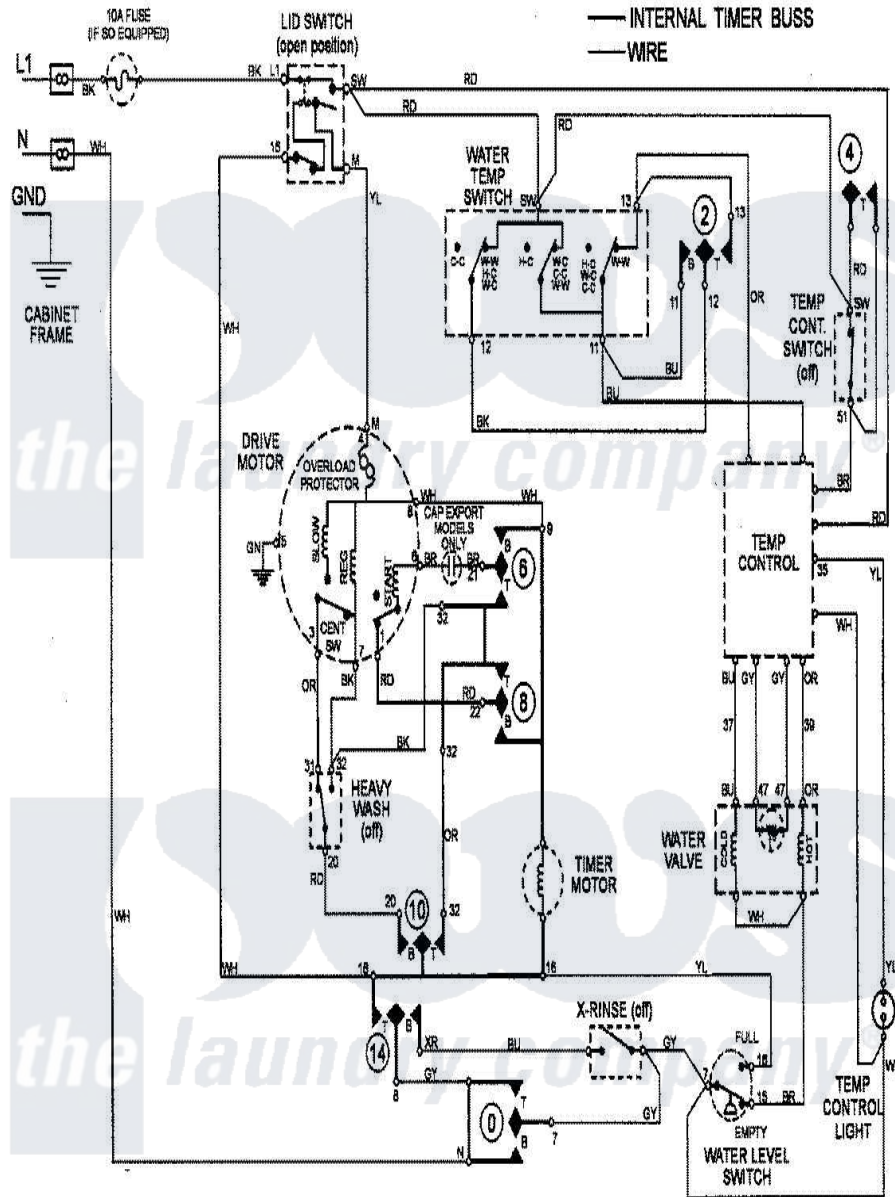 10A FUSE
(IF SO EQUIPPED)
LID SWITCH
(open position)
INTERNAL TIMER BUSS
WIRE
L1
BK
BK
L1
SW
RD
RD
RD
N
WH
16
M
YL
WATER
TEMP
SWITCH
SW
13
2
13
4
T
GND
CABINET
FRAME
C-C
W-W
H-C
W-C
H-C
W-C
C-C
W-W
H-C
W-C
C-C
W-W
B
T
11
12
OR
RD
SW
TEMP
CONT.
SWITCH
(off)
WH
12
11
BU
BU
BK
51
the laundry company®
DRIVE
MOTOR
M
4
OVERLOAD
PROTECTOR
WH
WH
8
CAP EXPORT
MODELS
ONLY
9
BR
RD
TEMP
CONTROL
35
YL
WH
GN
5
SLOW
REG
START
6
BR
BR
21
B
6
T
32
3
CENT
SW
7
1
OR
BK
RD
RD
22
T
8
B
BU
GY
GY
OR
37
39
BK
32
31
32
HEAVY
WASH
(off)
20
RD
OR
BU
47
47
OR
WATER
VALVE
COLD
HOT
WH
TIMER
MOTOR
20
10
32
B
T
WH
WH
16
16
YL
YL
T
B
14
XR
BU
X-RINSE (off)
GY
FULL
16
7
15
BR
the laundry company®
GY
8
T
0
B
7
GY
N
EMPTY
WATER LEVEL
SWITCH
TEMP
CONTROL
LIGHT
W